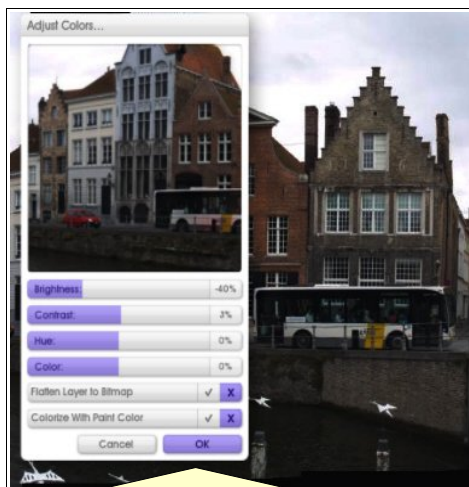 Adjust Colors...
Brightness: -40%
Contrast: 3%
Hue: 0%
Color: 0%
Flatten Layer to Bitmap ✓ X
Colorize With Paint Color ✓ X
Cancel OK